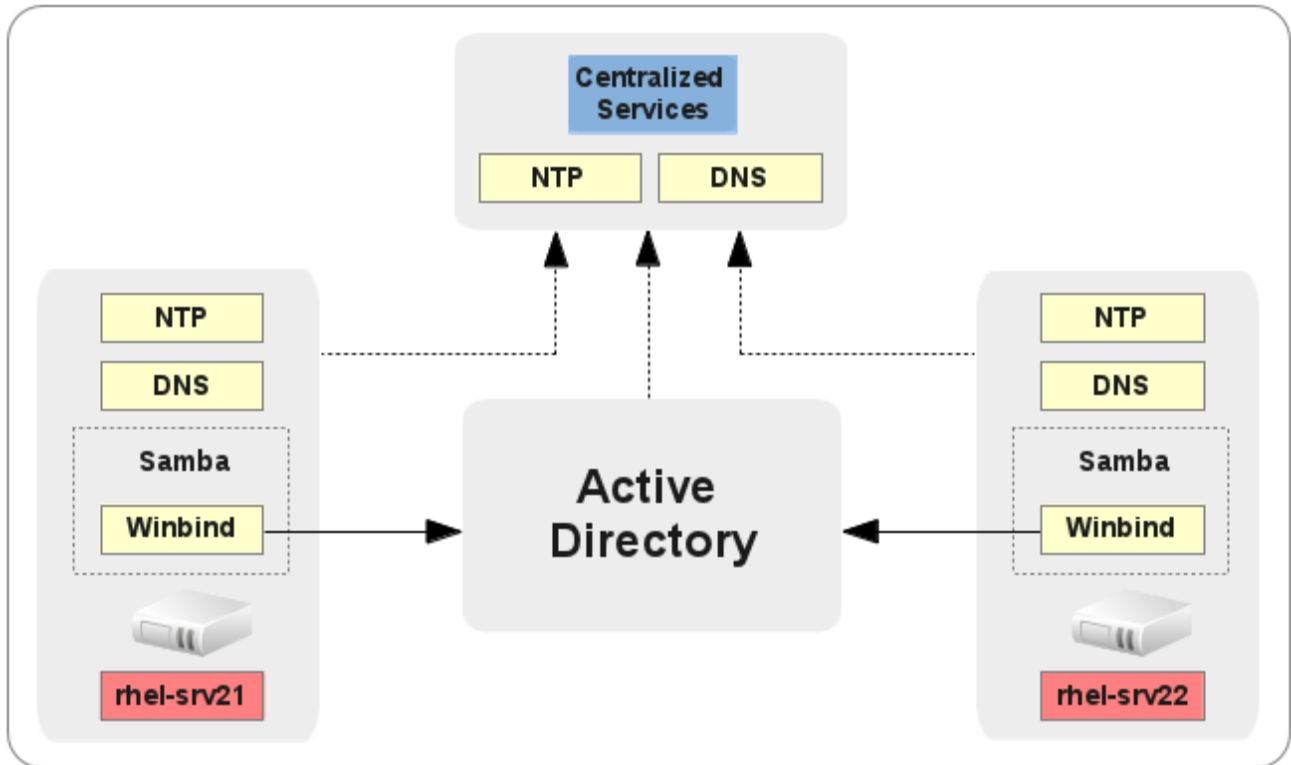 Centralized
Services
NTP
DNS
NTP
DNS
Samba
Winbind
rhel-srv21
Active
Directory
NTP
DNS
Samba
Winbind
rhel-srv22